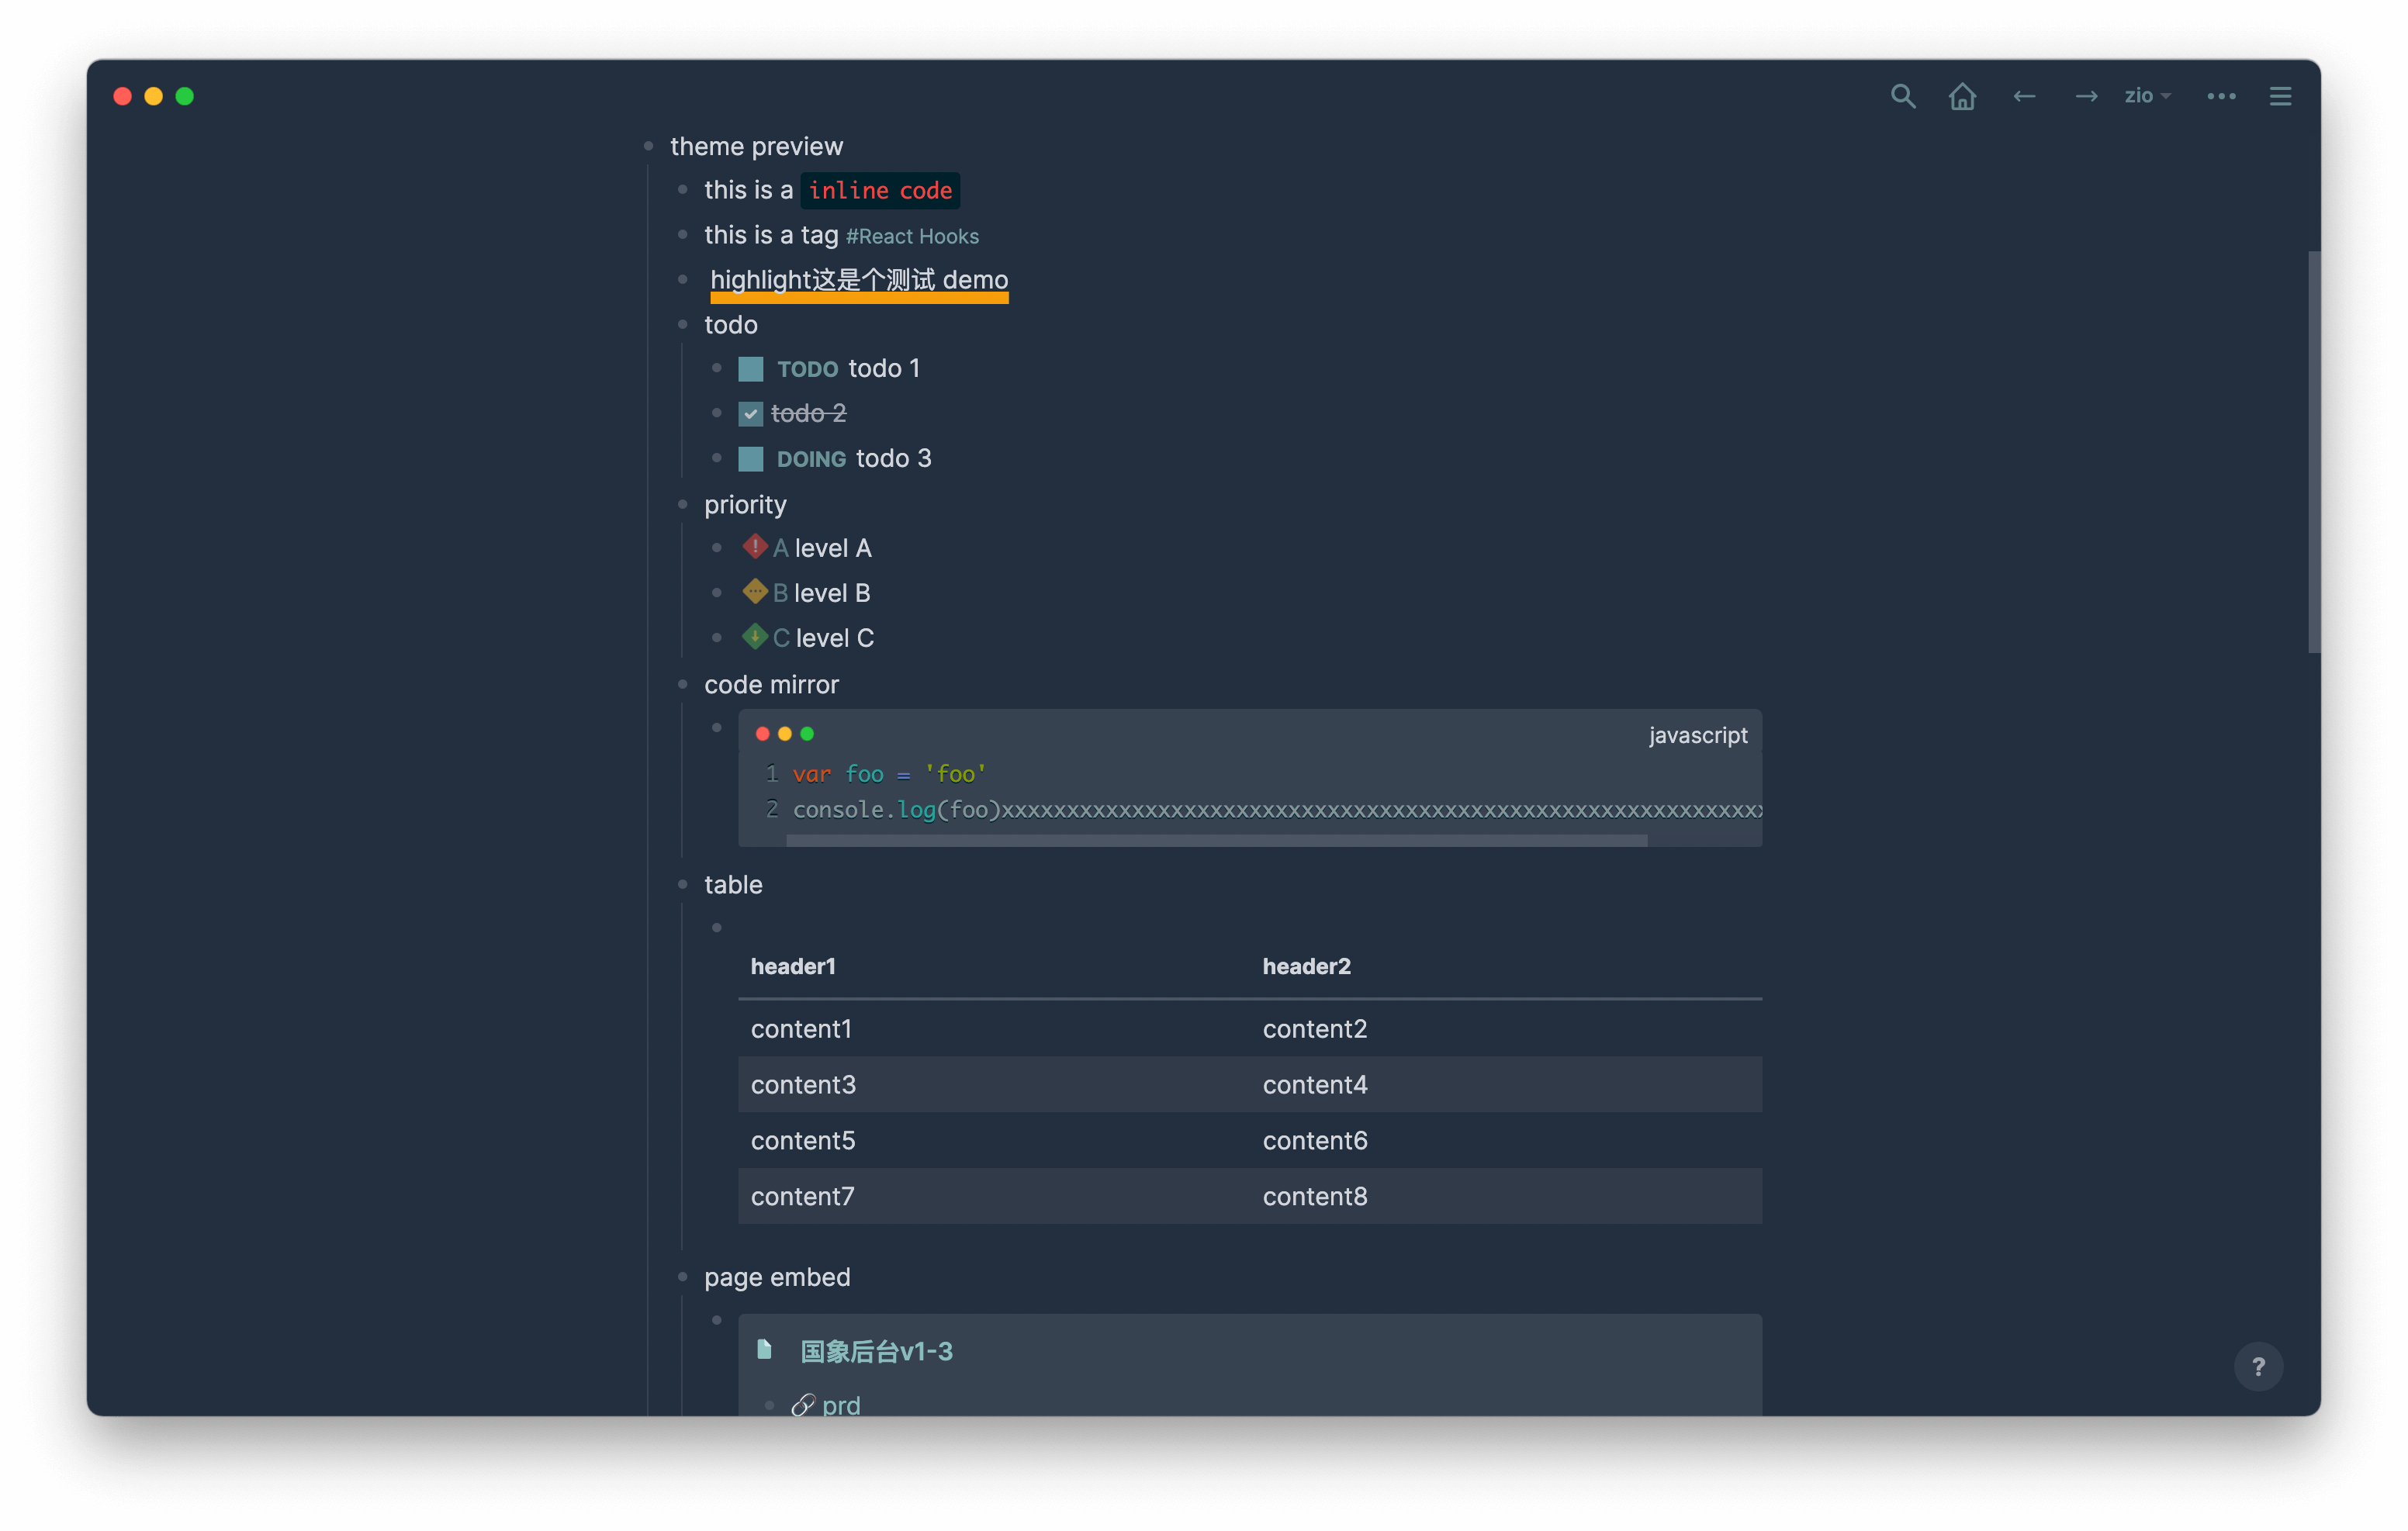 zio
theme preview
this is a inline code
this is a tag #React Hooks
highlight这是个测试 demo
todo
TODO todo 1
todo 2
DOING todo 3
priority
A level A
B level B
C level C
code mirror
javascript
1 var foo = 'foo'
2 console.log(foo)xxxxxxxxxxxxxxxxxxxxxxxxxxxxxxxxxxxxxxxxxxxxxxxxxxxxxxxxxxx
table
header1 header2
content1 content2
content3 content4
content5 content6
content7 content8
page embed
国象后台v1-3
prd
?